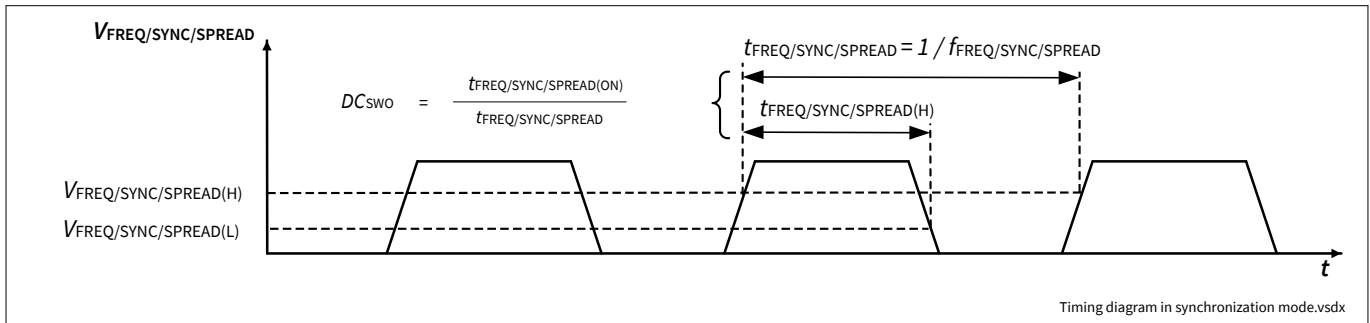 VFREQ/SYNC/SPREAD
tFREQ/SYNC/SPREAD = 1 / fFREQ/SYNC/SPREAD
DCSWO = tFREQ/SYNC/SPREAD(ON)
tFREQ/SYNC/SPREAD
tFREQ/SYNC/SPREAD(H)
VFREQ/SYNC/SPREAD(H)
VFREQ/SYNC/SPREAD(L)
t
Timing diagram in synchronization mode.vsdx